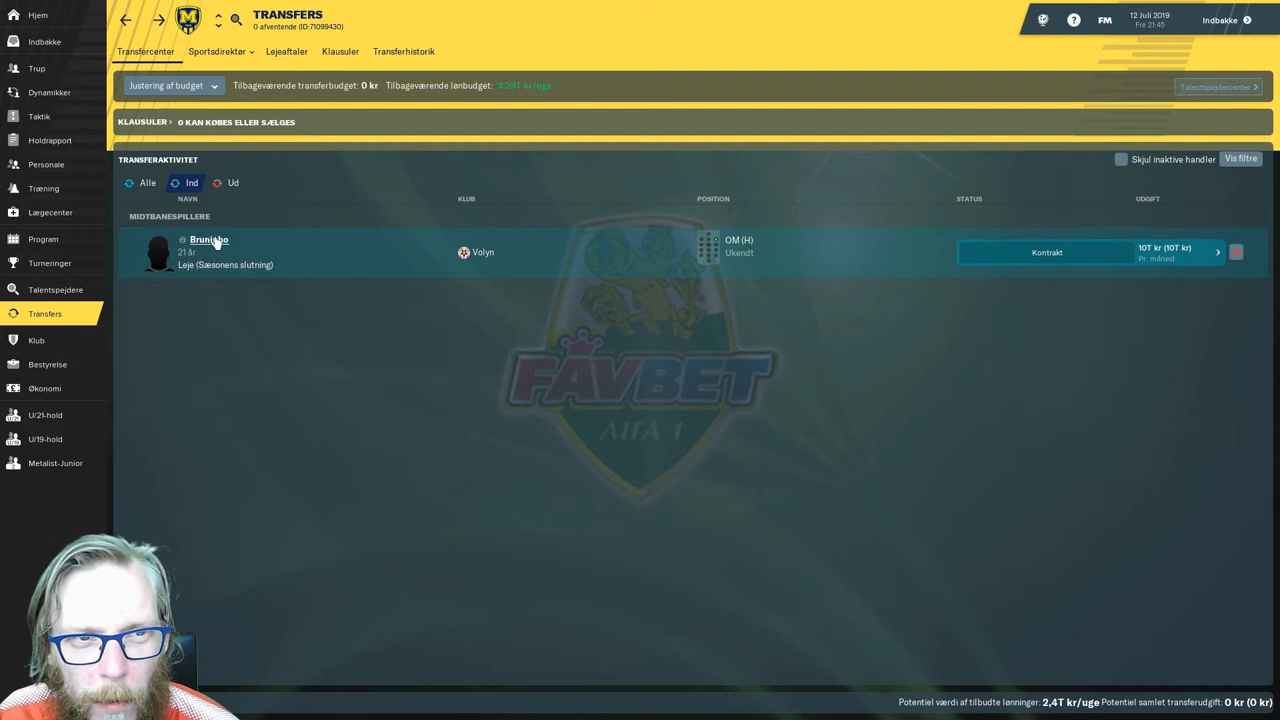 Hjem
Indbakke
Trup
Dynamikker
Taktik
Holdrapport
Personale
Træning
Lægecenter
Program
Turneringer
Talentspejdere
Transfers
Klub
Bestyrelse
Økonomi
U/21-hold
U/19-hold
Metalist-Junior
TRANSFERS
0 afventende (ID:71099430)
FM
12 Juli 2019
Fre 21:45
Indbakke
Transfercenter Sportsdirektør Lejeaftaler Klausuler Transferhistorik
Justering af budget Tilbageværende transferbudget: 0 kr Tilbageværende lønbudget: 3,28T kr/uge Talentspejdercenter
KLAUSULER 0 KAN KØBES ELLER SÆLGES
TRANSFERAKTIVITET Skjul inaktive handler Vis filtre
Alle Ind Ud
NAVN KLUB POSITION STATUS UDGIFT
MIDTBANESPILLERE
21 år
Leje (Sæsonens slutning)
Volyn
OM (H)
Ukendt
Kontrakt
10T kr (10T kr)
Pr. måned
FAVBET
ЛІГА 1
Potentiel værdi af tilbudte lønninger: 2,4T kr/uge Potentiel samlet transferudgift: 0 kr (0 kr)